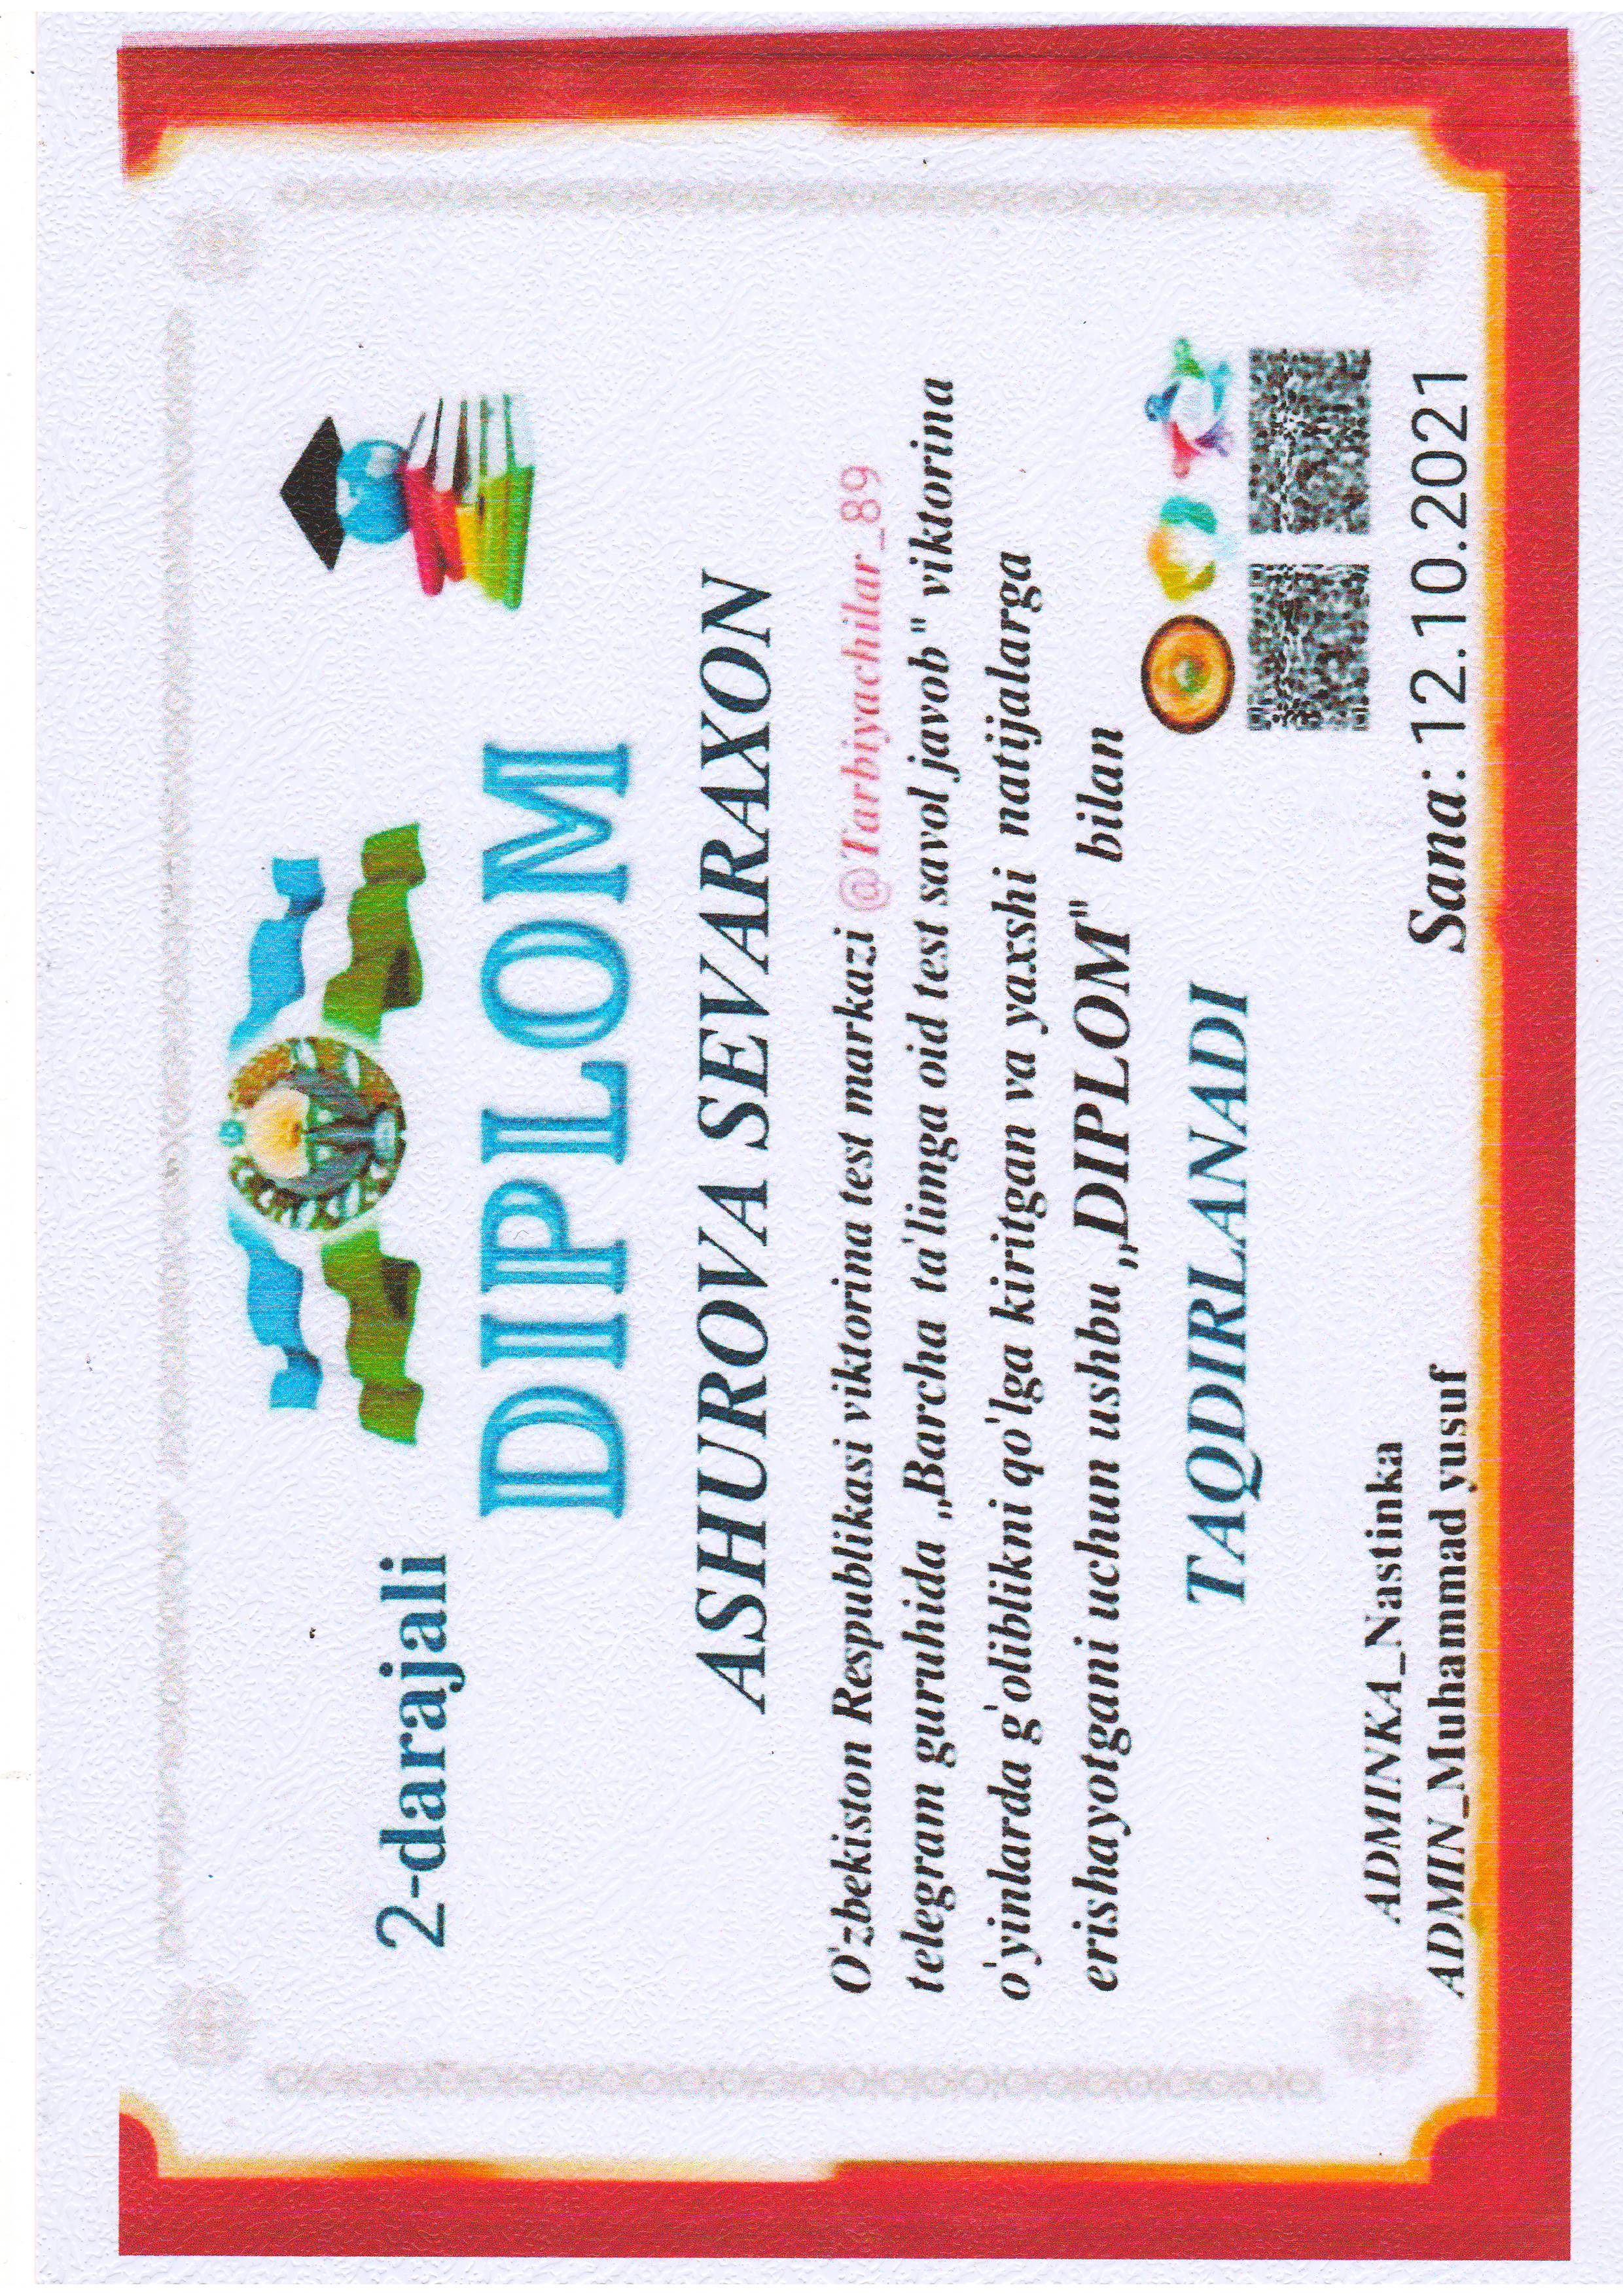 2-darajali
DIPLOM
ASHUROVA SEVARAXON
O'zbekiston Respublikasi viktorina test markazi @Tarbiyachilar_89
telegram guruhida ,,Barcha ta'limga oid test savol javob" viktorina
o'yinlarda g'oliblikni qo'lga kiritgan va yaxshi natijalarga
erishayotgani uchun ushbu ,,DIPLOM" bilan
TAQDIRLANADI
ADMINKA_Nastinka
ADMIN_Muhammad yusuf
Sana: 12.10.2021